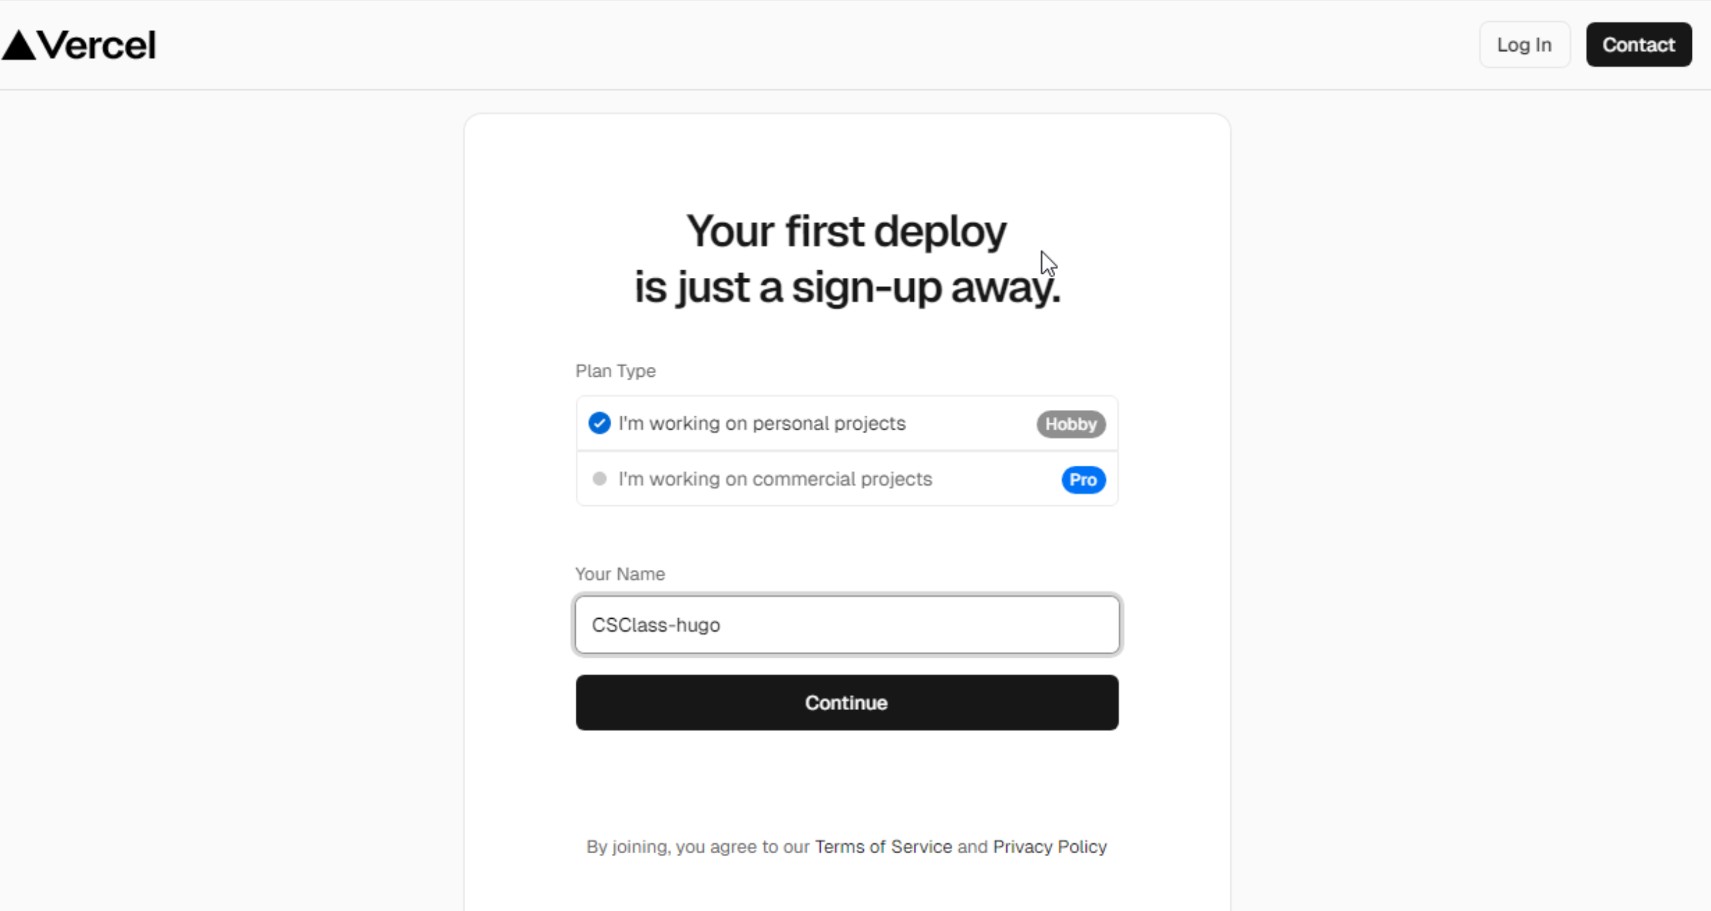 Vercel
Log In
Contact
Your first deploy
is just a sign-up away.
Plan Type
I'm working on personal projects
Hobby
I'm working on commercial projects
Pro
Your Name
CSClass-hugo
Continue
By joining, you agree to our Terms of Service and Privacy Policy